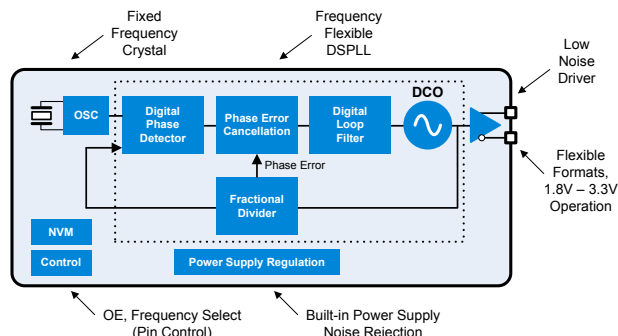 Fixed
Frequency
Crystal
Frequency
Flexible
DSPLL
Low
Noise
Driver
OSC
Digital
Phase
Detector
Phase Error
Cancellation
Digital
Loop
Filter
DCO
Phase Error
Fractional
Divider
Flexible
Formats,
1.8V – 3.3V
Operation
NVM
Control
Power Supply Regulation
OE, Frequency Select
(Pin Control)
Built-in Power Supply
Noise Rejection